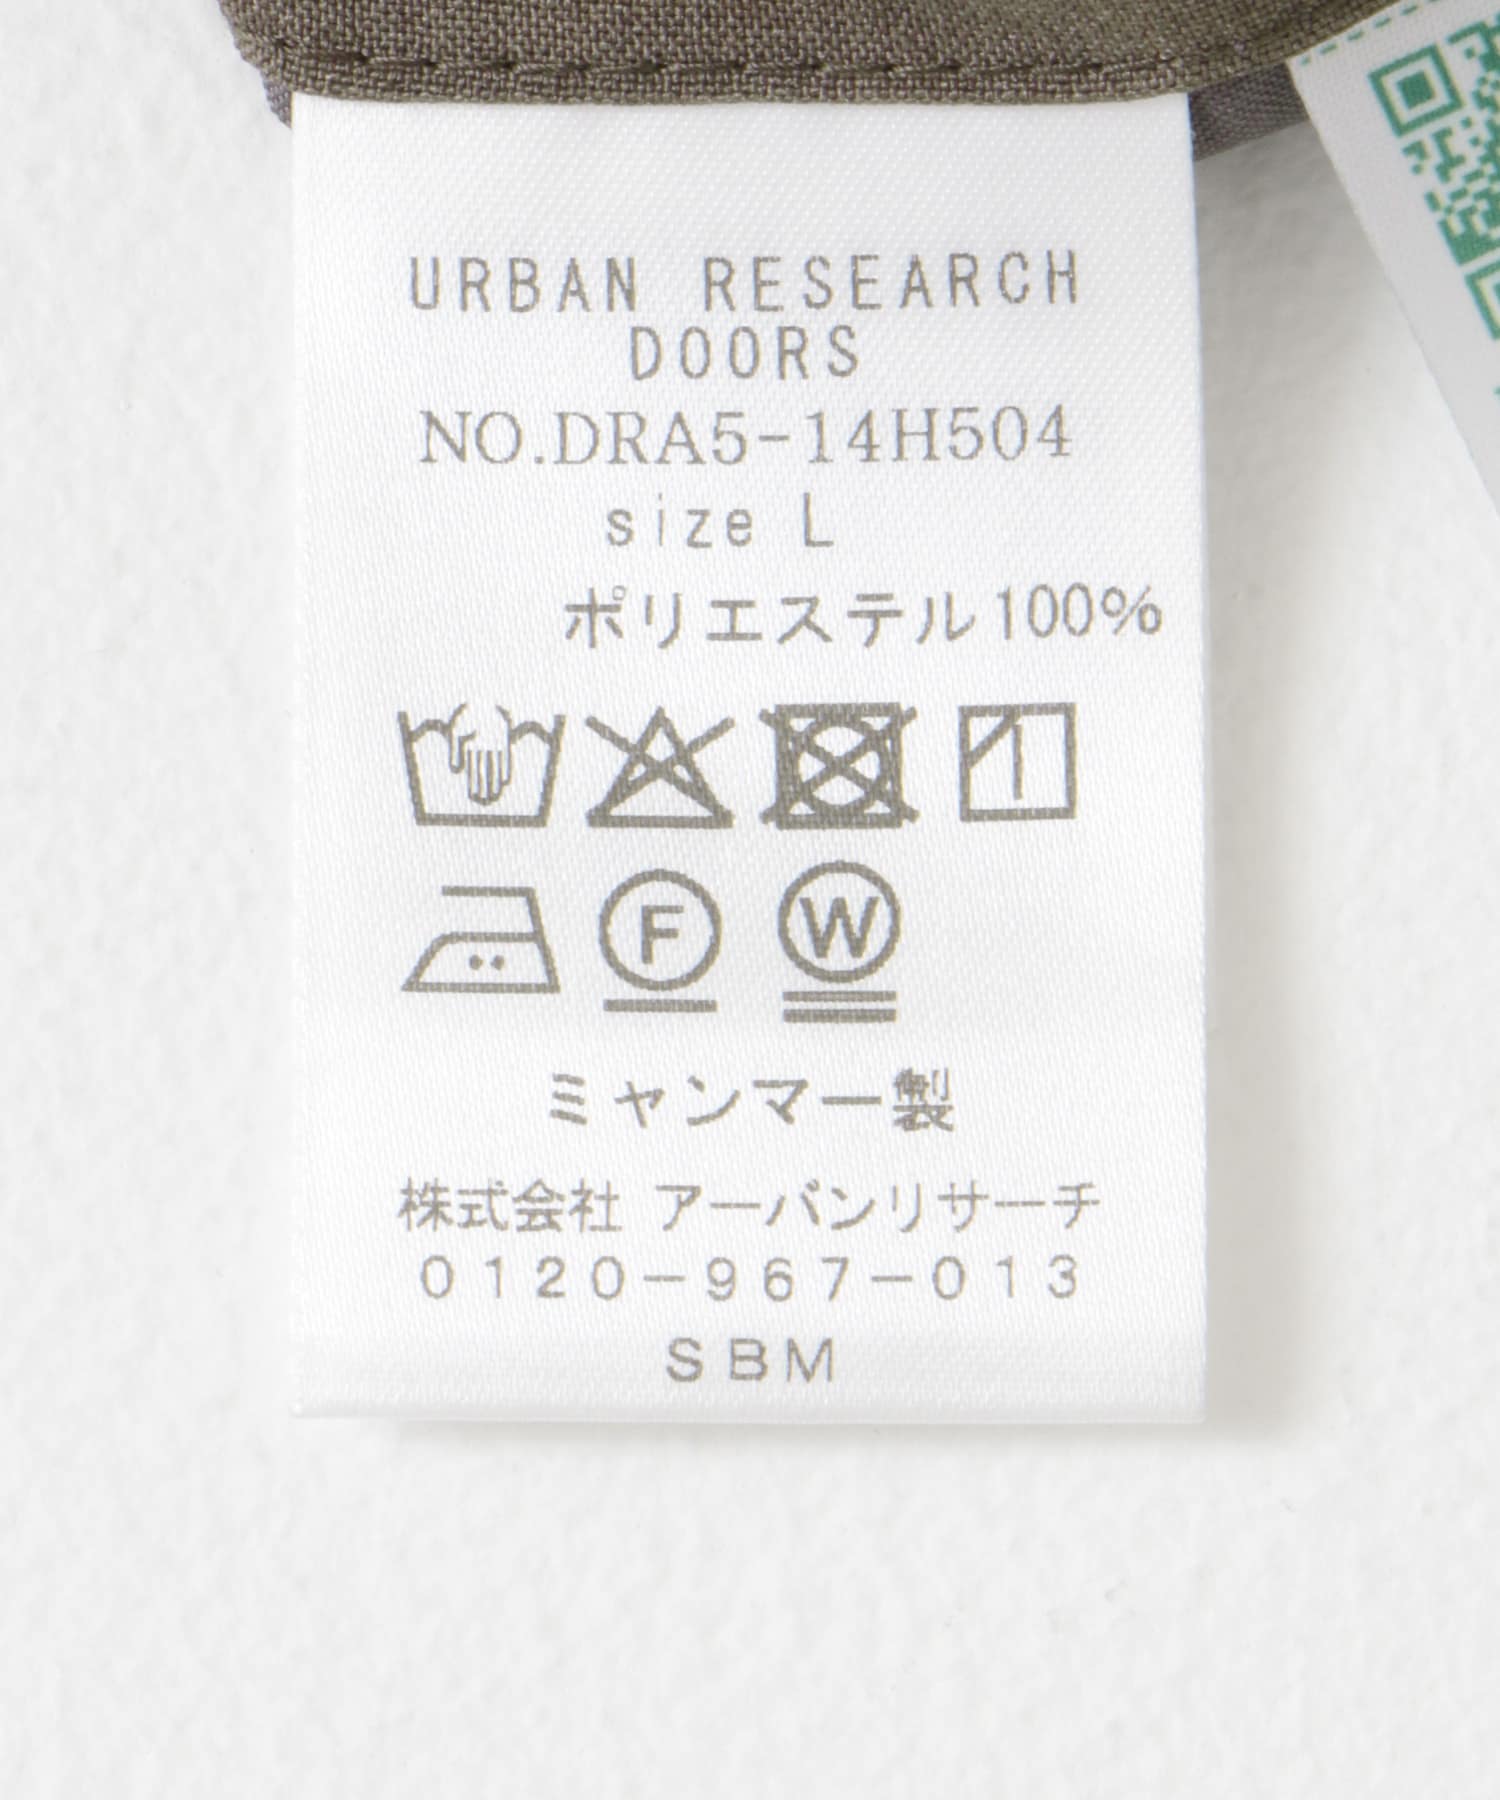 URBAN RESEARCH
DOORS
NO.DRA5-14H504
size L
ポリエステル100%
F W
ミャンマー製
株式会社 アーバンリサーチ
0120-967-013
SBM